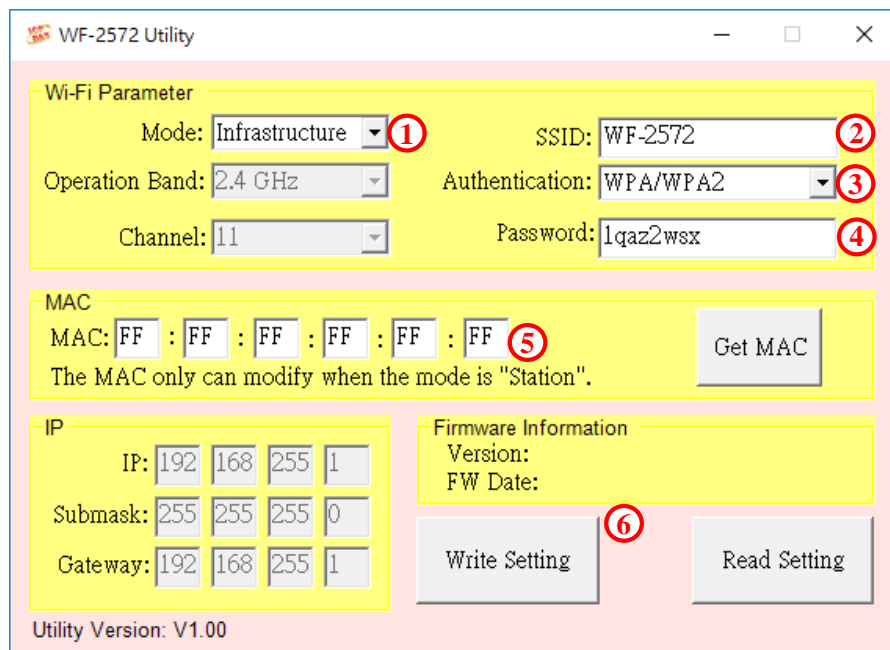 WF-2572 Utility
Wi-Fi Parameter
Mode: Infrastructure 1
SSID: WF-2572 2
Operation Band: 2.4 GHz
Authentication: WPA/WPA2 3
Channel: 11
Password: 1qaz2wsx 4
MAC
MAC: FF : FF : FF : FF : FF : FF 5
Get MAC
The MAC only can modify when the mode is "Station".
IP
IP: 192 168 255 1
Submask: 255 255 255 0
Gateway: 192 168 255 1
Firmware Information
Version:
FW Date:
6
Write Setting
Read Setting
Utility Version: V1.00